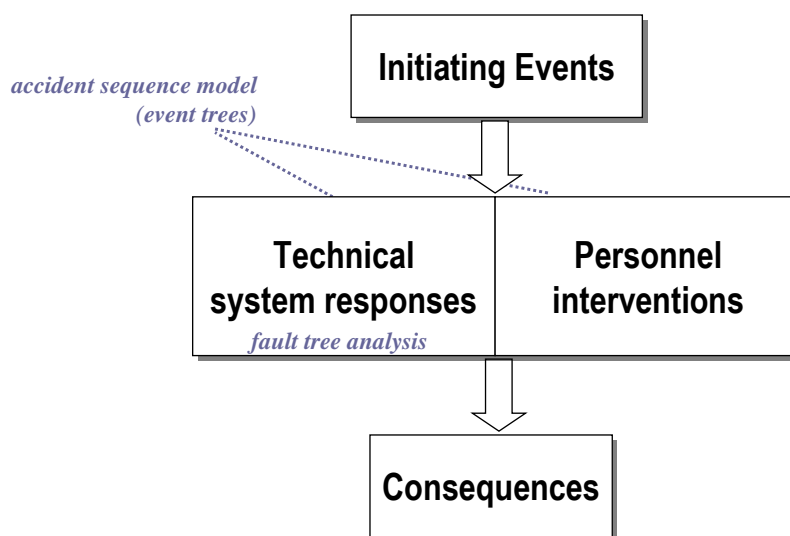 Initiating Events
accident sequence model
(event trees)
Technical
system responses
fault tree analysis
Personnel
interventions
Consequences